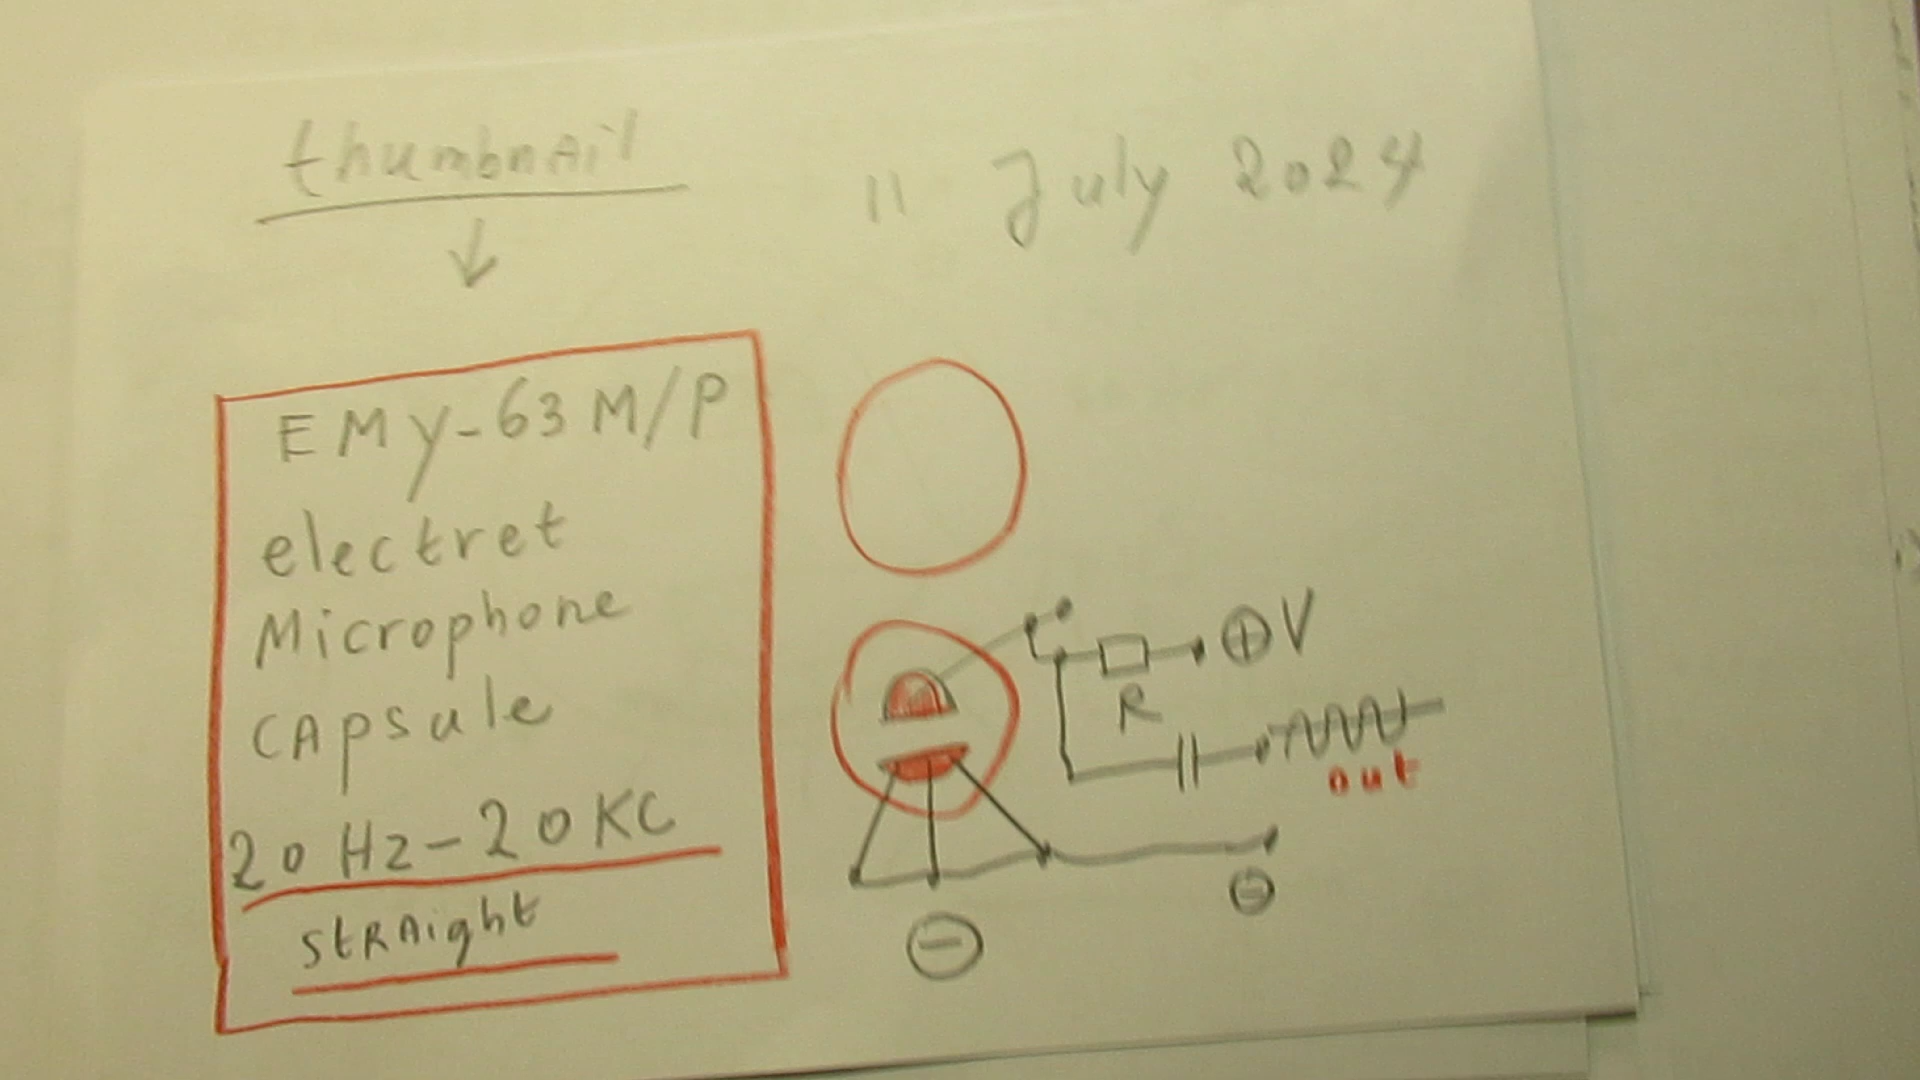 thumbnAil
11 July 2024
EMY-63 M/P
electret
Microphone
CApsule
20 Hz-20 KC
stRAight
⊕V
R
out
⊖
⊖